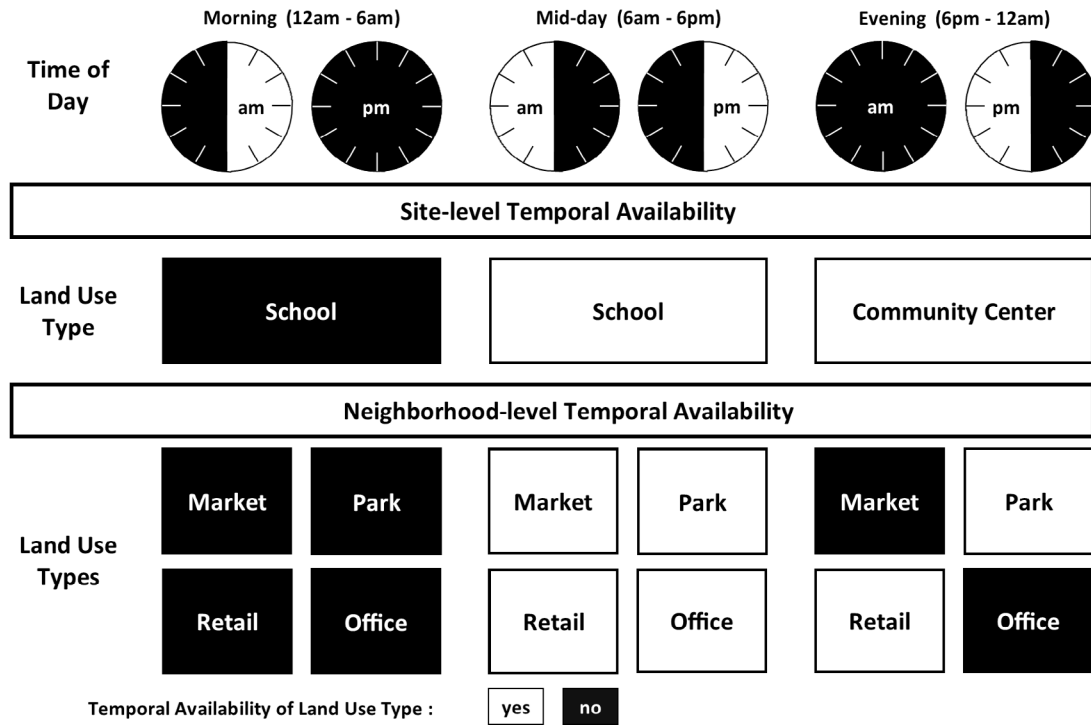 Morning (12am - 6am) Mid-day (6am - 6pm) Evening (6pm - 12am)
Time of
Day
am pm am pm am pm
Site-level Temporal Availability
Land Use
Type
School School Community Center
Neighborhood-level Temporal Availability
Land Use
Types
Market Park Market Park Market Park
Retail Office Retail Office Retail Office
Temporal Availability of Land Use Type : yes no